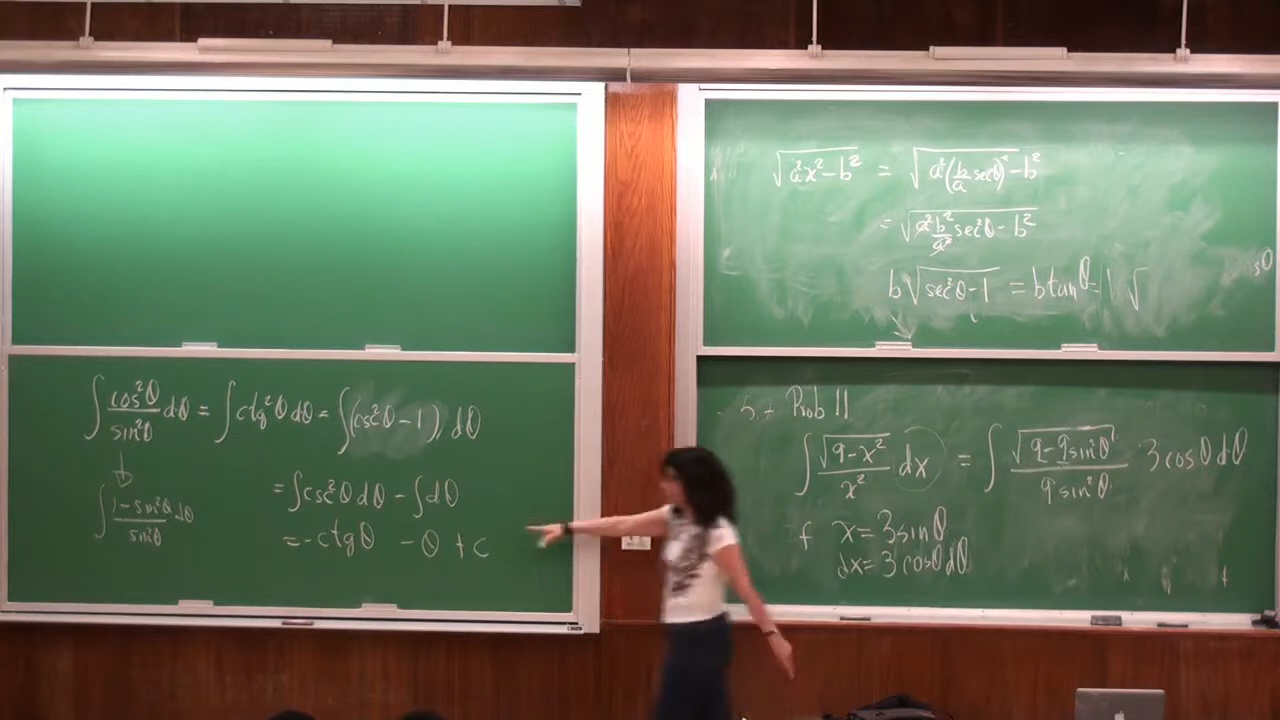 ∫ cos²θ/sin²θ dθ = ∫ctg²θ dθ = ∫(csc²θ - 1) dθ
∫ 1 - sin²θ/sin²θ dθ
= ∫csc²θ dθ - ∫dθ
= -ctgθ - θ + c
√a²x² - b² = √a²(b/a secθ)² - b²
= √a² b²/a² sec²θ - b²
b√sec²θ - 1 = b tanθ
Prob 11
∫ √9 - x²/x² dx = ∫ √9 - 9sin²θ/9sin²θ 3cosθ dθ
x = 3sinθ
dx = 3cosθ dθ